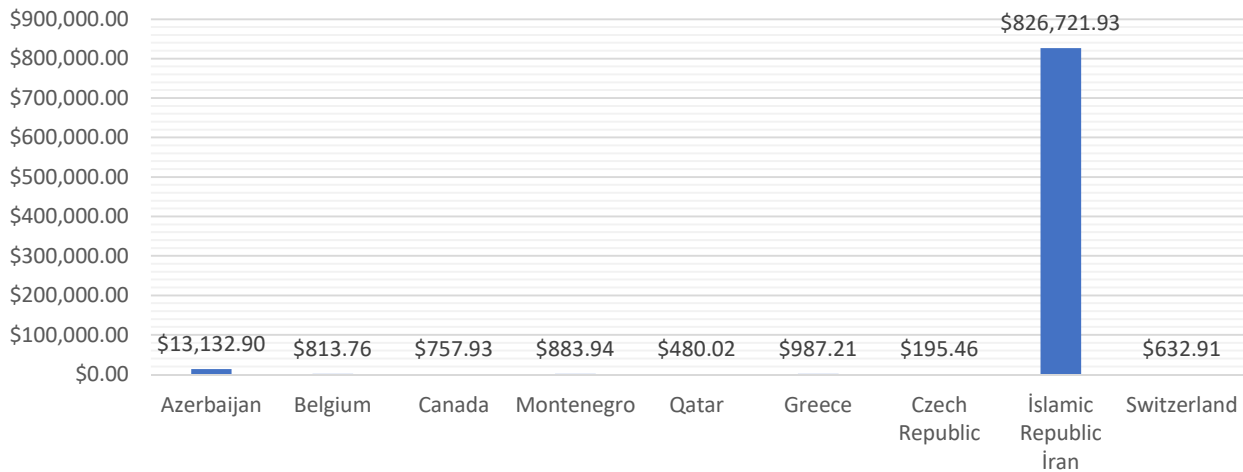 $900,000.00
$800,000.00
$700,000.00
$600,000.00
$500,000.00
$400,000.00
$300,000.00
$200,000.00
$100,000.00
$0.00
$13,132.90
$813.76
$757.93
$883.94
$480.02
$987.21
$195.46
$826,721.93
$632.91
Azerbaijan
Belgium
Canada
Montenegro
Qatar
Greece
Czech
Republic
İslamic
Republic
İran
Switzerland